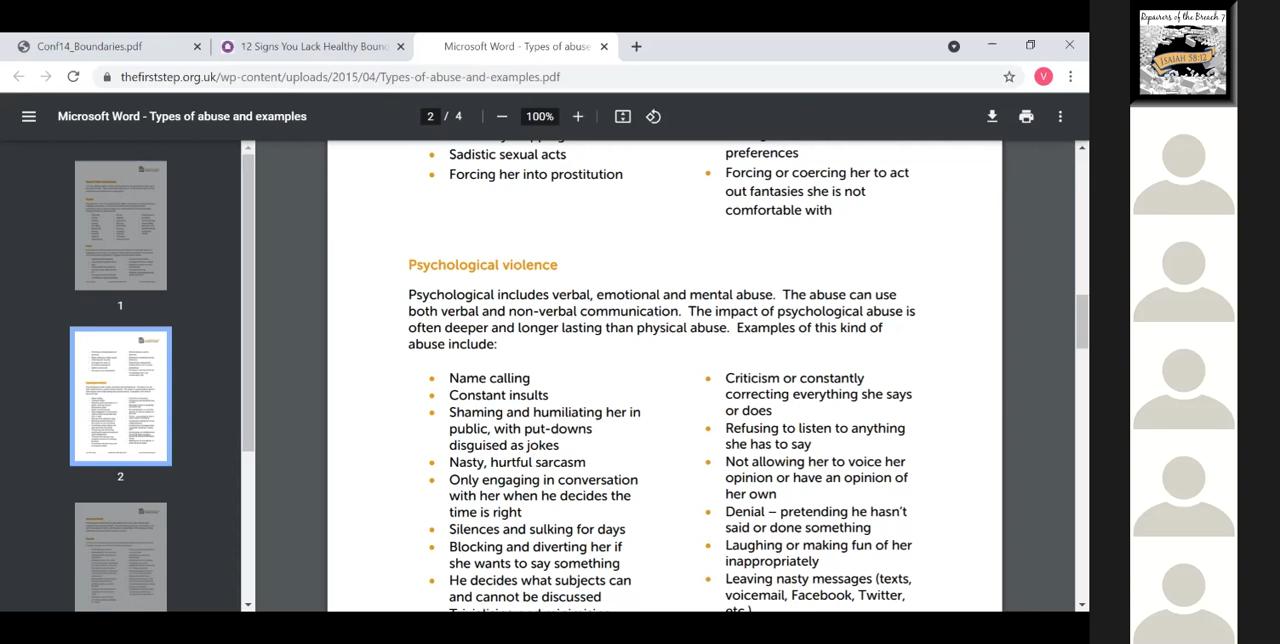 Repairers of the Breach 7
ISAIAH 58:12
Conf14_Boundaries.pdf
12 Signs You Lack Healthy Boun
Microsoft Word - Types of abuse
thefirststep.org.uk/wp-content/uploads/2015/04/Types-of-abuse-and-examples.pdf
V
Microsoft Word - Types of abuse and examples
2 / 4
100%
1
2
Sadistic sexual acts
Forcing her into prostitution
preferences
Forcing or coercing her to act
out fantasies she is not
comfortable with
Psychological violence
Psychological includes verbal, emotional and mental abuse. The abuse can use
both verbal and non-verbal communication. The impact of psychological abuse is
often deeper and longer lasting than physical abuse. Examples of this kind of
abuse include:
Name calling
Constant insults
Shaming and humiliating her in
public, with put-downs
disguised as jokes
Nasty, hurtful sarcasm
Only engaging in conversation
with her when he decides the
time is right
Silences and sulking for days
Blocking and diverting her if
she wants to say something
He decides what subjects can
and cannot be discussed
Criticism or constantly
correcting everything she says
or does
Refusing to listen to anything
she has to say
Not allowing her to voice her
opinion or have an opinion of
her own
Denial – pretending he hasn't
said or done something
Laughing or making fun of her
inappropriately
Leaving nasty messages (texts,
voicemail, Facebook, Twitter,
etc.)